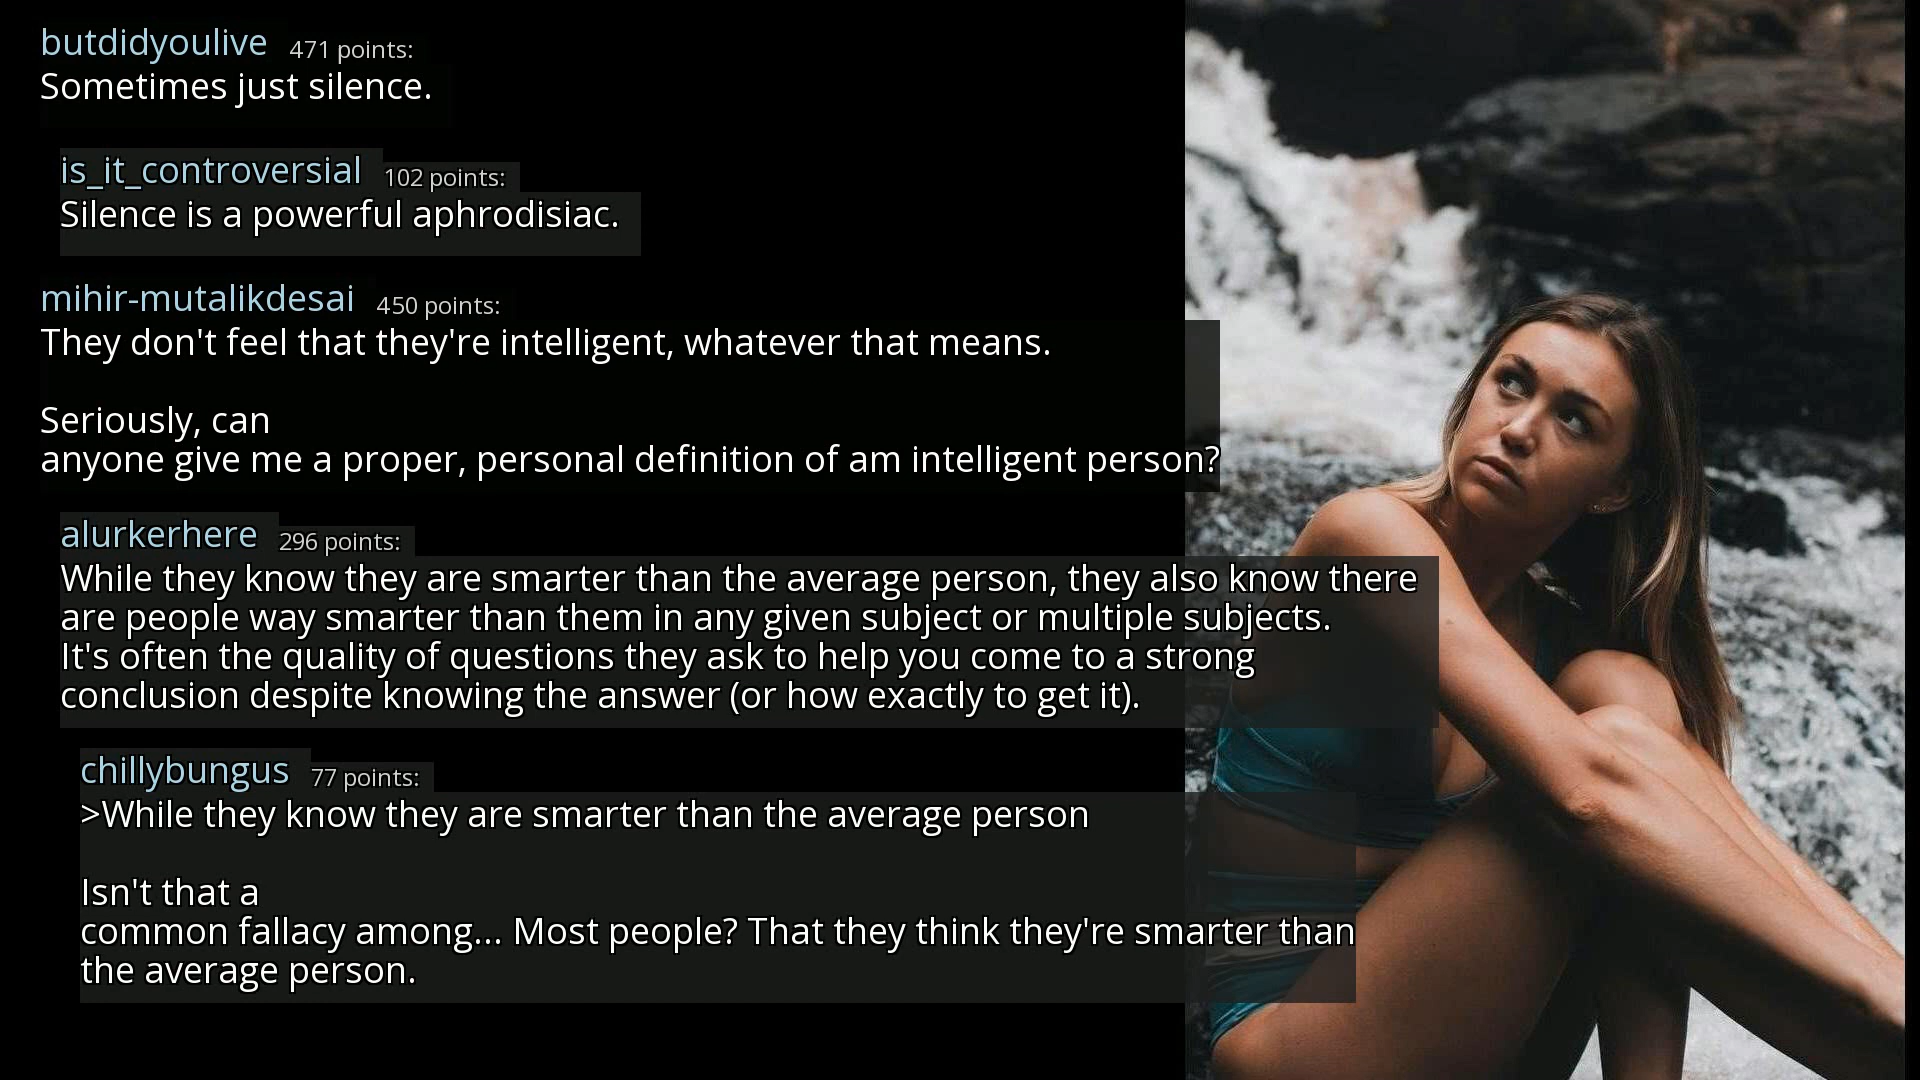 butdidyoulive 471 points:
Sometimes just silence.
is_it_controversial 102 points:
Silence is a powerful aphrodisiac.
mihir-mutalikdesai 450 points:
They don't feel that they're intelligent, whatever that means.
Seriously, can
anyone give me a proper, personal definition of am intelligent person?
alurkerhere 296 points:
While they know they are smarter than the average person, they also know there
are people way smarter than them in any given subject or multiple subjects.
It's often the quality of questions they ask to help you come to a strong
conclusion despite knowing the answer (or how exactly to get it).
chillybungus 77 points:
>While they know they are smarter than the average person
Isn't that a
common fallacy among... Most people? That they think they're smarter than
the average person.